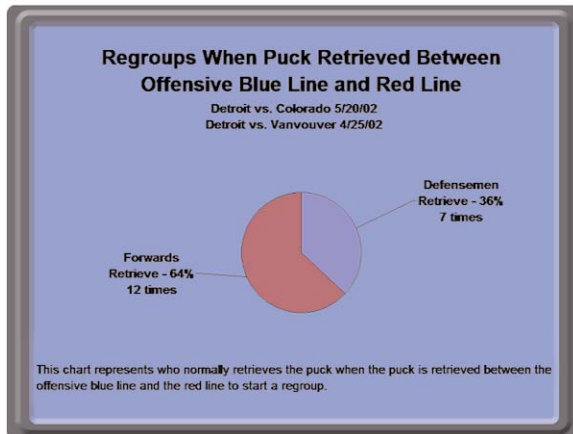 Regroups When Puck Retrieved Between
Offensive Blue Line and Red Line
Detroit vs. Colorado 5/20/02
Detroit vs. Vanvouver 4/25/02
Defensemen
Retrieve - 36%
7 times
Forwards
Retrieve - 64%
12 times
This chart represents who normally retrieves the puck when the puck is retrieved between the
offensive blue line and the red line to start a regroup.